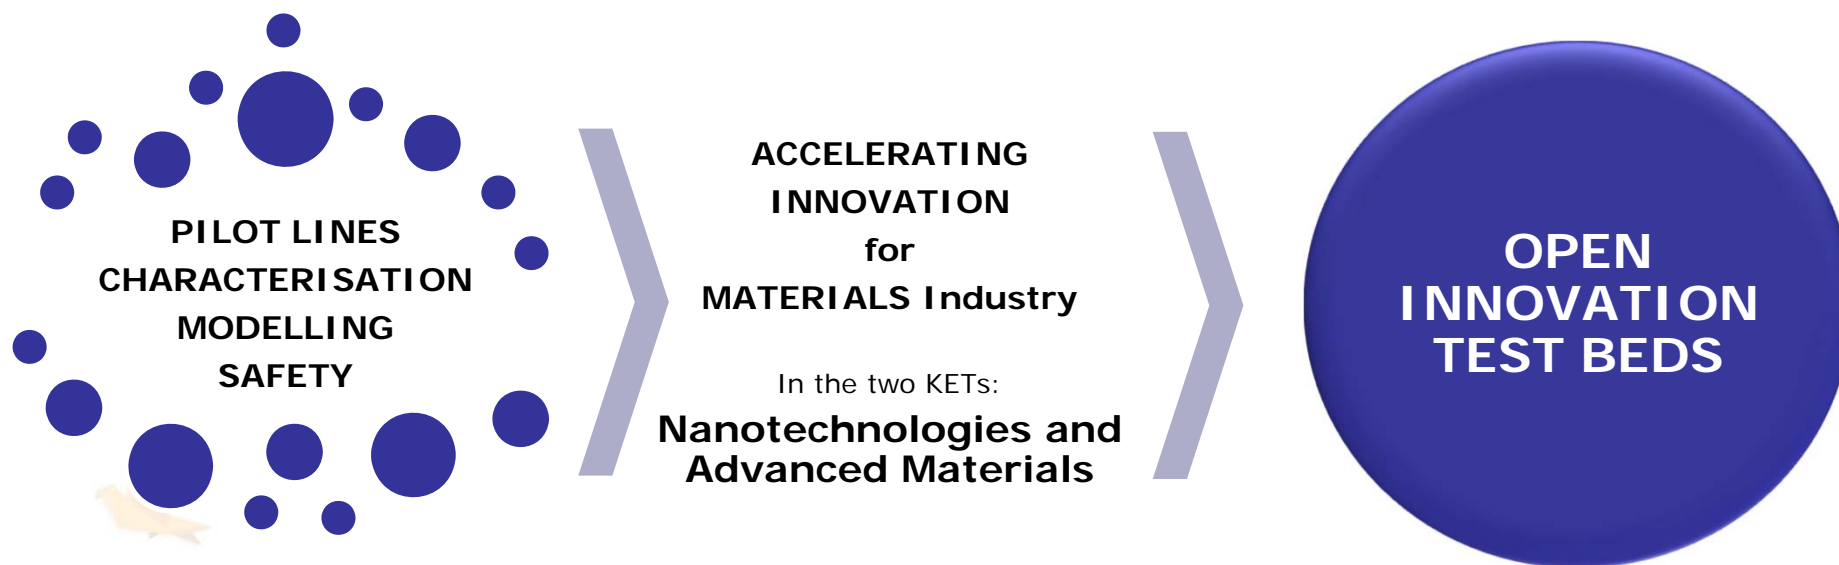 PILOT LINES
CHARACTERISATION
MODELLING
SAFETY
ACCELERATING
INNOVATION
for
MATERIALS Industry
In the two KETs:
Nanotechnologies and
Advanced Materials
OPEN
INNOVATION
TEST BEDS